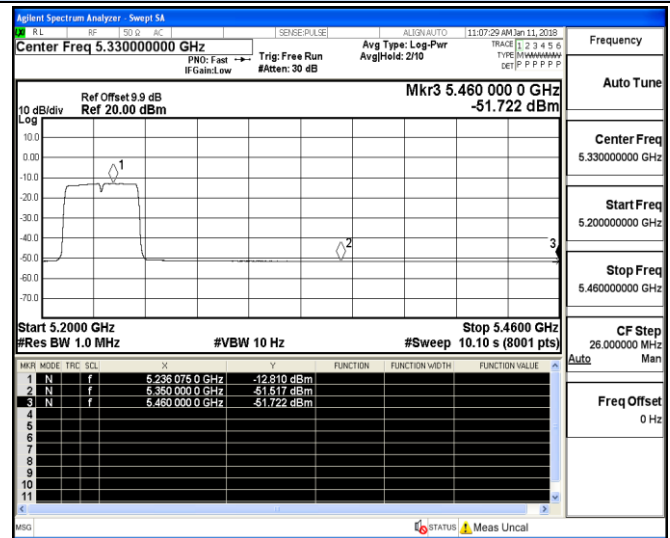 Agilent Spectrum Analyzer - Swept SA
RL RF 50 Ω AC SENSE:PULSE ALIGN AUTO 11:07:29 AM Jan 11, 2018
Center Freq 5.330000000 GHz
PNO: Fast
IFGain:Low
Trig: Free Run
#Atten: 30 dB
Avg Type: Log-Pwr
Avg|Hold: 2/10
TRACE 1 2 3 4 5 6
TYPE MWWWWW
DET P P P P P P
Ref Offset 9.9 dB
10 dB/div Ref 20.00 dBm
Log
Mkr3 5.460 000 0 GHz
-51.722 dBm
10.0
0.00
-10.0
-20.0
-30.0
-40.0
-50.0
-60.0
-70.0
1
2
3
Start 5.2000 GHz
Stop 5.4600 GHz
#Res BW 1.0 MHz #VBW 10 Hz #Sweep 10.10 s (8001 pts)
MKR MODE TRC SCL X Y FUNCTION FUNCTION WIDTH FUNCTION VALUE
1 N f 5.236 075 0 GHz -12.810 dBm
2 N f 5.350 000 0 GHz -51.517 dBm
3 N f 5.460 000 0 GHz -51.722 dBm
4
5
6
7
8
9
10
11
MSG STATUS Meas Uncal
Frequency
Auto Tune
Center Freq
5.330000000 GHz
Start Freq
5.200000000 GHz
Stop Freq
5.460000000 GHz
CF Step
26.000000 MHz
Auto Man
Freq Offset
0 Hz